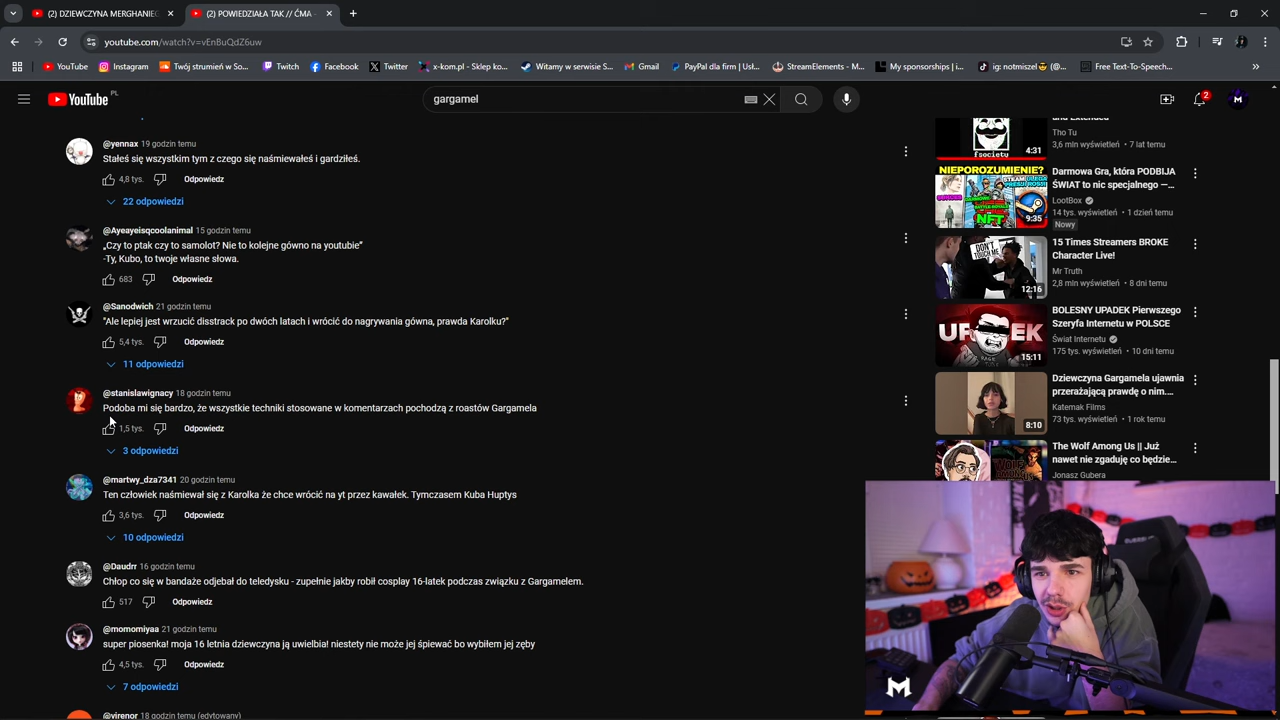 (2) DZIEWCZYNA MERGHANIEG
(2) POWIEDZIAŁA TAK // ĆMA -
youtube.com/watch?v=vEnBuQdZ6uw
YouTube
Instagram
Twój strumień w So...
Twitch
Facebook
Twitter
x-kom.pl - Sklep ko...
Witamy w serwisie S...
Gmail
PayPal dla firm | Usł...
StreamElements - M...
My sponsorships | i...
ig: notmiszel😎 (@...
Free Text-To-Speech...
YouTube PL
gargamel
2
M
@yennax 19 godzin temu
Stałeś się wszystkim tym z czego się naśmiewałeś i gardziłeś.
4,8 tys. Odpowiedz
22 odpowiedzi
@Ayeayeisqcoolanimal 15 godzin temu
„Czy to ptak czy to samolot? Nie to kolejne gówno na youtubie"
-Ty, Kubo, to twoje własne słowa.
683 Odpowiedz
@Sanodwich 21 godzin temu
"Ale lepiej jest wrzucić disstrack po dwóch latach i wrócić do nagrywania gówna, prawda Karolku?"
5,4 tys. Odpowiedz
11 odpowiedzi
@stanislawignacy 18 godzin temu
Podoba mi się bardzo, że wszystkie techniki stosowane w komentarzach pochodzą z roastów Gargamela
1,5 tys. Odpowiedz
3 odpowiedzi
@martwy_dza7341 20 godzin temu
Ten człowiek naśmiewał się z Karolka że chce wrócić na yt przez kawałek. Tymczasem Kuba Huptys
3,6 tys. Odpowiedz
10 odpowiedzi
@Daudrr 16 godzin temu
Chłop co się w bandaże odjebał do teledysku - zupełnie jakby robił cosplay 16-latek podczas związku z Gargamelem.
517 Odpowiedz
@momomiyaa 21 godzin temu
super piosenka! moja 16 letnia dziewczyna ją uwielbia! niestety nie może jej śpiewać bo wybiłem jej zęby
4,5 tys. Odpowiedz
7 odpowiedzi
@virenor 18 godzin temu (edytowany)
and Extended
Tho Tu
3,6 mln wyświetleń • 7 lat temu
fsociety
4:31
NIEPOROZUMIENIE?
NFT
9:35
Darmowa Gra, która PODBIJA
ŚWIAT to nic specjalnego —...
LootBox
14 tys. wyświetleń • 1 dzień temu
Nowy
DON'T
TOUCH ME
12:16
15 Times Streamers BROKE
Character Live!
Mr Truth
2,8 mln wyświetleń • 8 dni temu
UP EK
15:11
BOLESNY UPADEK Pierwszego
Szeryfa Internetu w POLSCE
Świat Internetu
175 tys. wyświetleń • 10 dni temu
8:10
Dziewczyna Gargamela ujawnia
przerażającą prawdę o nim....
Katemak Films
73 tys. wyświetleń • 1 rok temu
The Wolf Among Us || Już
nawet nie zgaduję co będzie...
Jonasz Gubera
M